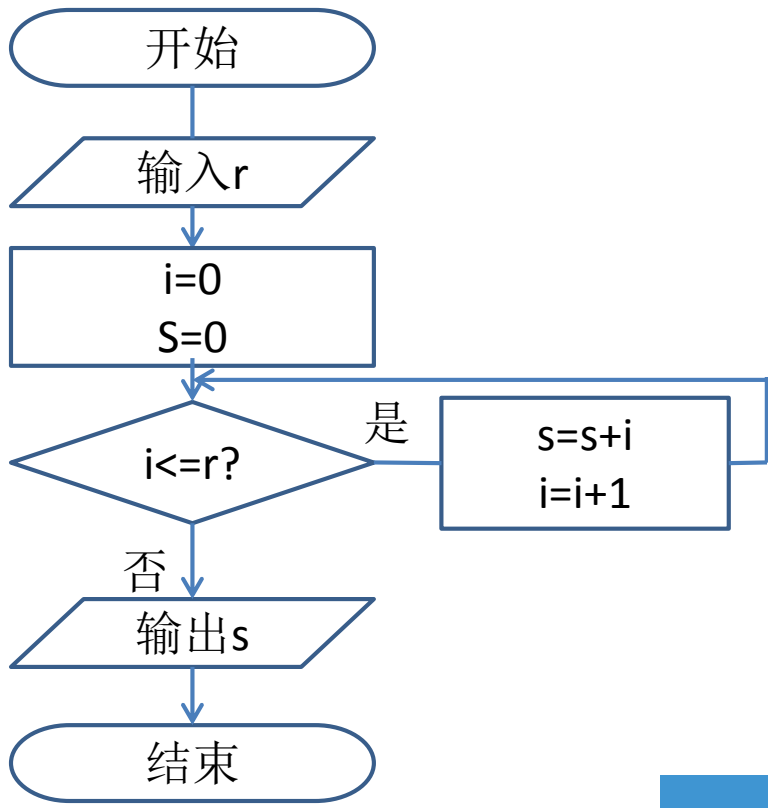 开始
输入r
i=0
S=0
i<=r?
是
s=s+i
i=i+1
否
输出s
结束